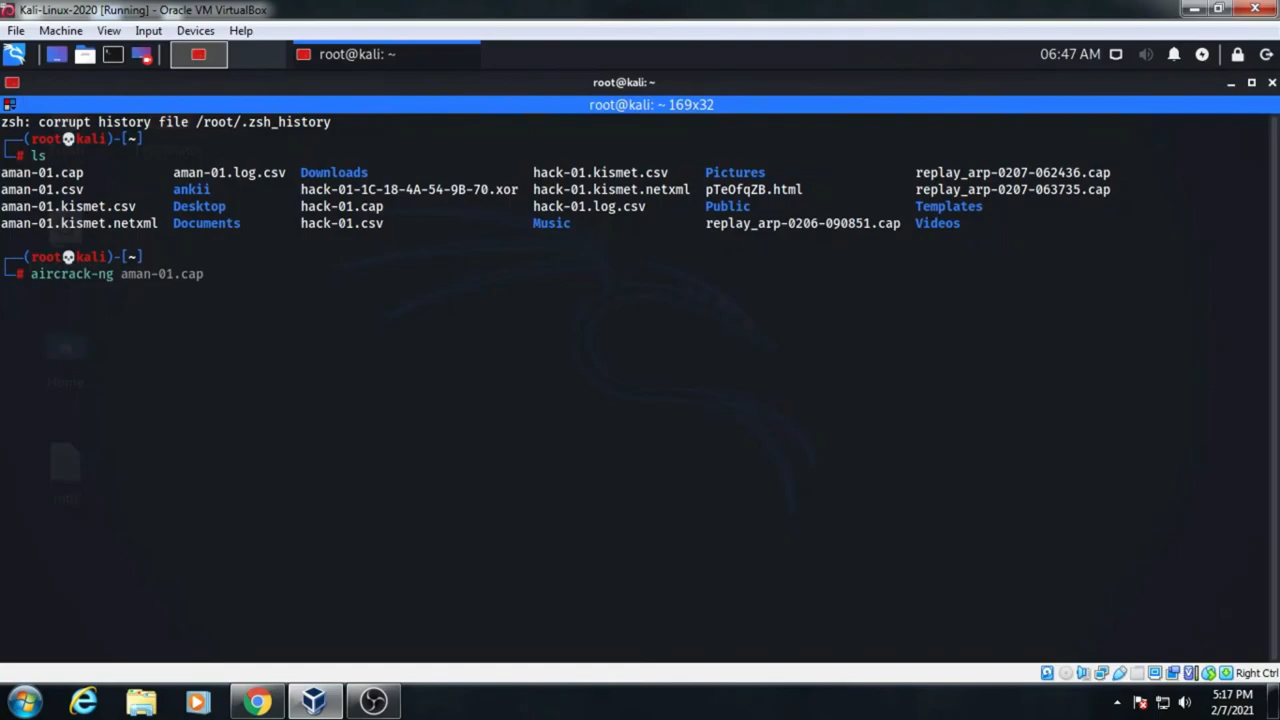 Kali-Linux-2020 [Running] - Oracle VM VirtualBox
File Machine View Input Devices Help
root@kali: ~ 06:47 AM
root@kali:~
root@kali: ~ 169x32
zsh: corrupt history file /root/.zsh_history
┌──(root💀kali)-[~]
└─# ls
aman-01.cap aman-01.log.csv Downloads hack-01.kismet.csv Pictures replay_arp-0207-062436.cap
aman-01.csv ankii hack-01-1C-18-4A-54-9B-70.xor hack-01.kismet.netxml pTeOfqZB.html replay_arp-0207-063735.cap
aman-01.kismet.csv Desktop hack-01.cap hack-01.log.csv Public Templates
aman-01.kismet.netxml Documents hack-01.csv Music replay_arp-0206-090851.cap Videos
┌──(root💀kali)-[~]
└─# aircrack-ng aman-01.cap
Home
Right Ctrl
5:17 PM
2/7/2021